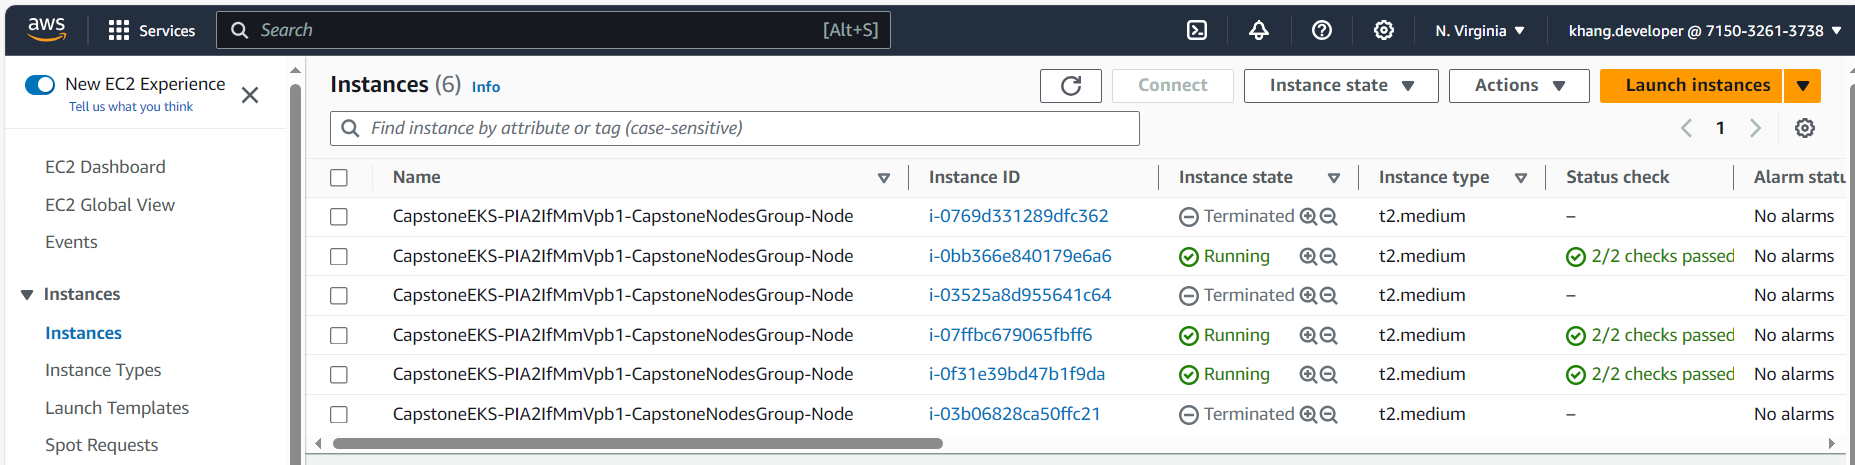 aws Services Search [Alt+S] N. Virginia khang.developer @ 7150-3261-3738
New EC2 Experience
Tell us what you think
EC2 Dashboard
EC2 Global View
Events
Instances
Instances
Instance Types
Launch Templates
Spot Requests
Instances (6) Info Connect Instance state Actions Launch instances
Find instance by attribute or tag (case-sensitive) 1
Name Instance ID Instance state Instance type Status check Alarm statu
CapstoneEKS-PIA2IfMmVpb1-CapstoneNodesGroup-Node i-0769d331289dfc362 Terminated t2.medium – No alarms
CapstoneEKS-PIA2IfMmVpb1-CapstoneNodesGroup-Node i-0bb366e840179e6a6 Running t2.medium 2/2 checks passed No alarms
CapstoneEKS-PIA2IfMmVpb1-CapstoneNodesGroup-Node i-03525a8d955641c64 Terminated t2.medium – No alarms
CapstoneEKS-PIA2IfMmVpb1-CapstoneNodesGroup-Node i-07ffbc679065fbff6 Running t2.medium 2/2 checks passed No alarms
CapstoneEKS-PIA2IfMmVpb1-CapstoneNodesGroup-Node i-0f31e39bd47b1f9da Running t2.medium 2/2 checks passed No alarms
CapstoneEKS-PIA2IfMmVpb1-CapstoneNodesGroup-Node i-03b06828ca50ffc21 Terminated t2.medium – No alarms